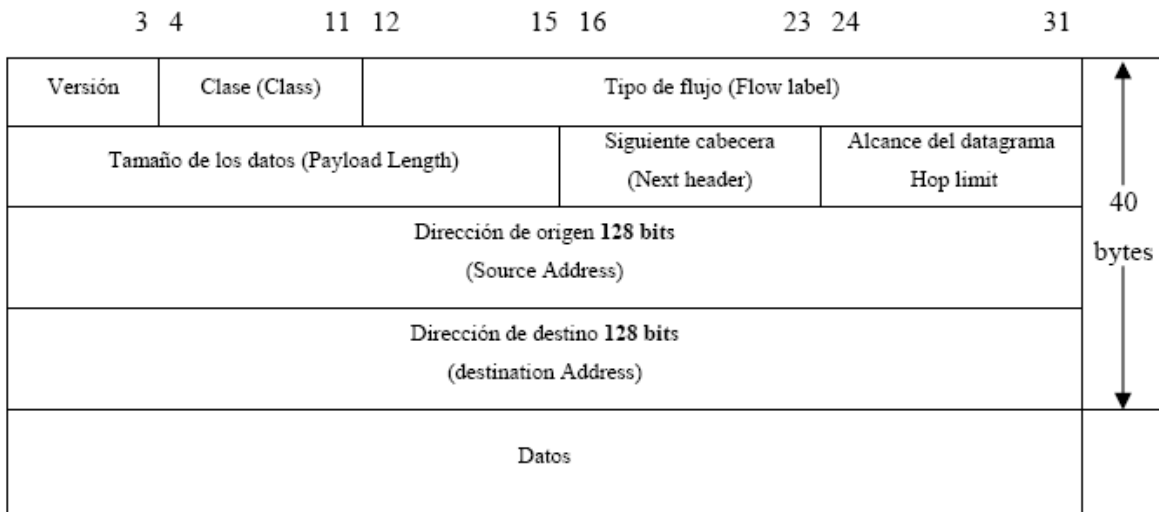 3 4 11 12 15 16 23 24 31
Versión Clase (Class) Tipo de flujo (Flow label)
Tamaño de los datos (Payload Length)
Siguiente cabecera
(Next header)
Alcance del datagrama
Hop limit
Dirección de origen 128 bits
(Source Address)
Dirección de destino 128 bits
(destination Address)
40
bytes
Datos